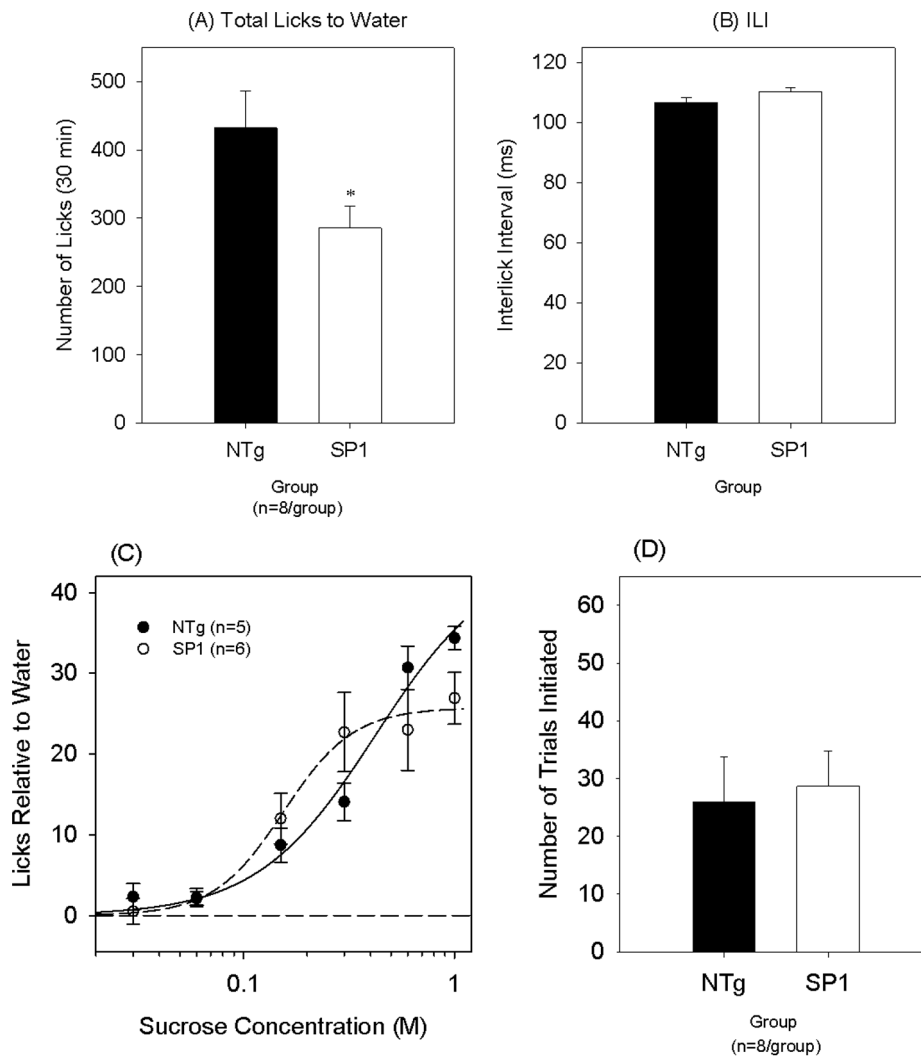 (A) Total Licks to Water
Number of Licks (30 min)
500
400
300
200
100
0
*
NTg SP1
Group
(n=8/group)
(B) ILI
Interlick Interval (ms)
120
100
80
60
40
20
0
NTg SP1
Group
(C)
Licks Relative to Water
40
30
20
10
0
NTg (n=5)
SP1 (n=6)
0.1 1
Sucrose Concentration (M)
(D)
Number of Trials Initiated
60
50
40
30
20
10
0
NTg SP1
Group
(n=8/group)